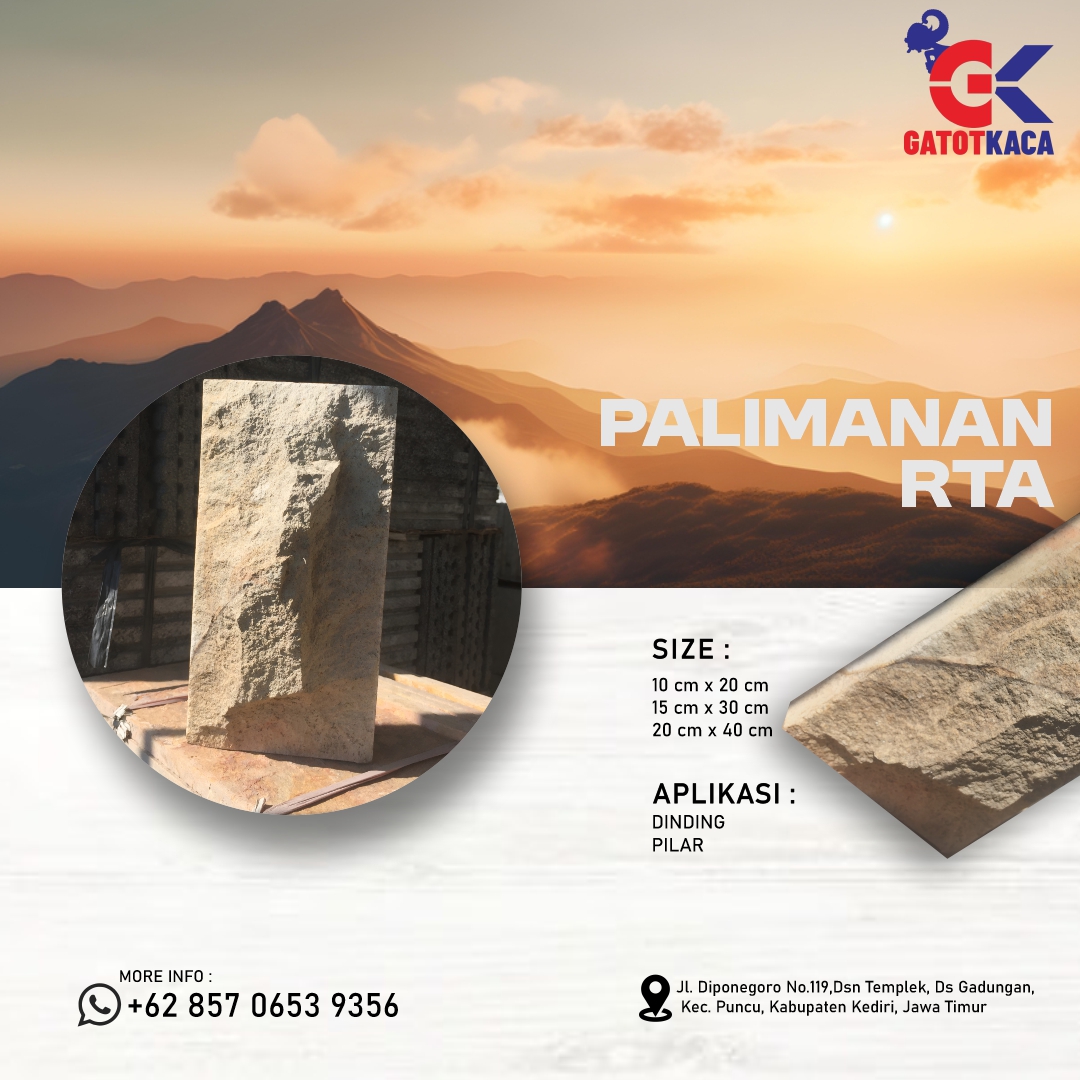 GK
GATOTKACA
PALIMANAN
RTA
SIZE :
10 cm x 20 cm
15 cm x 30 cm
20 cm x 40 cm
APLIKASI :
DINDING
PILAR
MORE INFO :
+62 857 0653 9356
Jl. Diponegoro No.119,Dsn Templek, Ds Gadungan,
Kec. Puncu, Kabupaten Kediri, Jawa Timur